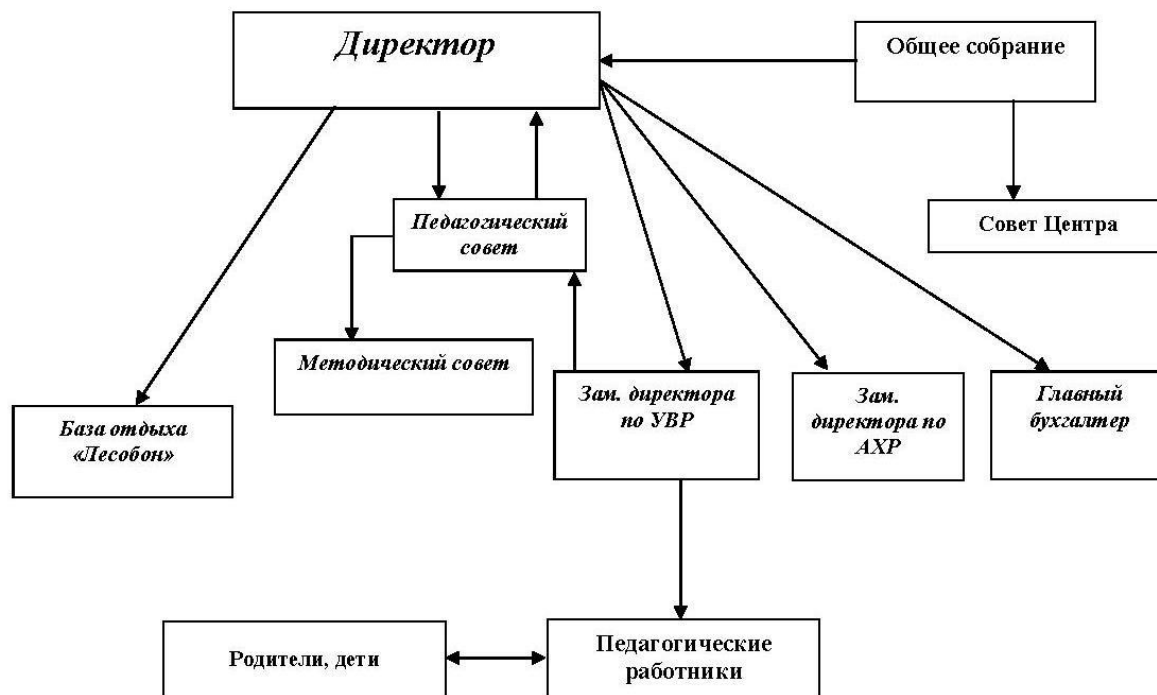 Директор
Общее собрание
Педагогический
совет
Совет Центра
Методический совет
Зам. директора
по УВР
Зам.
директора по
АХР
Главный
бухгалтер
База отдыха
«Лесобон»
Родители, дети
Педагогические
работники